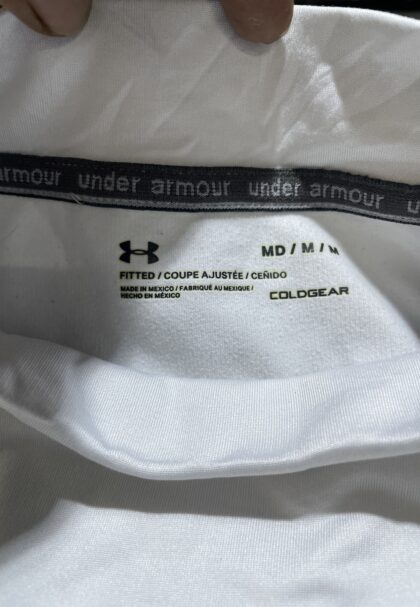 armour under armour under armour under
MD / M / M
FITTED / COUPE AJUSTÉE / CEÑIDO
MADE IN MEXICO / FABRIQUÉ AU MEXIQUE /
HECHO EN MÉXICO
COLDGEAR